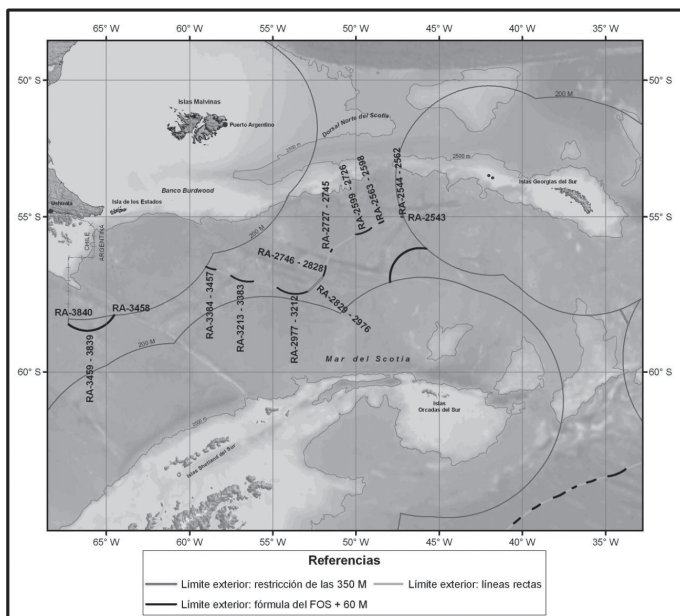 65° W 60° W 55° W 50° W 45° W 40° W 35° W
50° S
50° S
200 M
Islas Malvinas
Puerto Argentino
Dorsal Norte del Scotia
2500 m
Banco Burdwood
Ushuaia
Isla de los Estados
CHILE
ARGENTINA
55° S
55° S
200 M
RA-2727 - 2745
RA-2599 - 2726
RA-2563 - 2598
RA-2544 - 2562
RA-2543
Islas Georgias del Sur
RA-2746 - 2828
RA-2829 - 2976
RA-2977 - 3212
RA-3213 - 3383
RA-3384 - 3457
RA-3458
RA-3840
RA-3459 - 3839
200 M
Mar del Scotia
60° S
60° S
Islas
Orcadas del Sur
Islas Shetland del Sur
65° W 60° W 55° W 50° W 45° W 40° W 35° W
Referencias
Límite exterior: restricción de las 350 M
Límite exterior: líneas rectas
Límite exterior: fórmula del FOS + 60 M